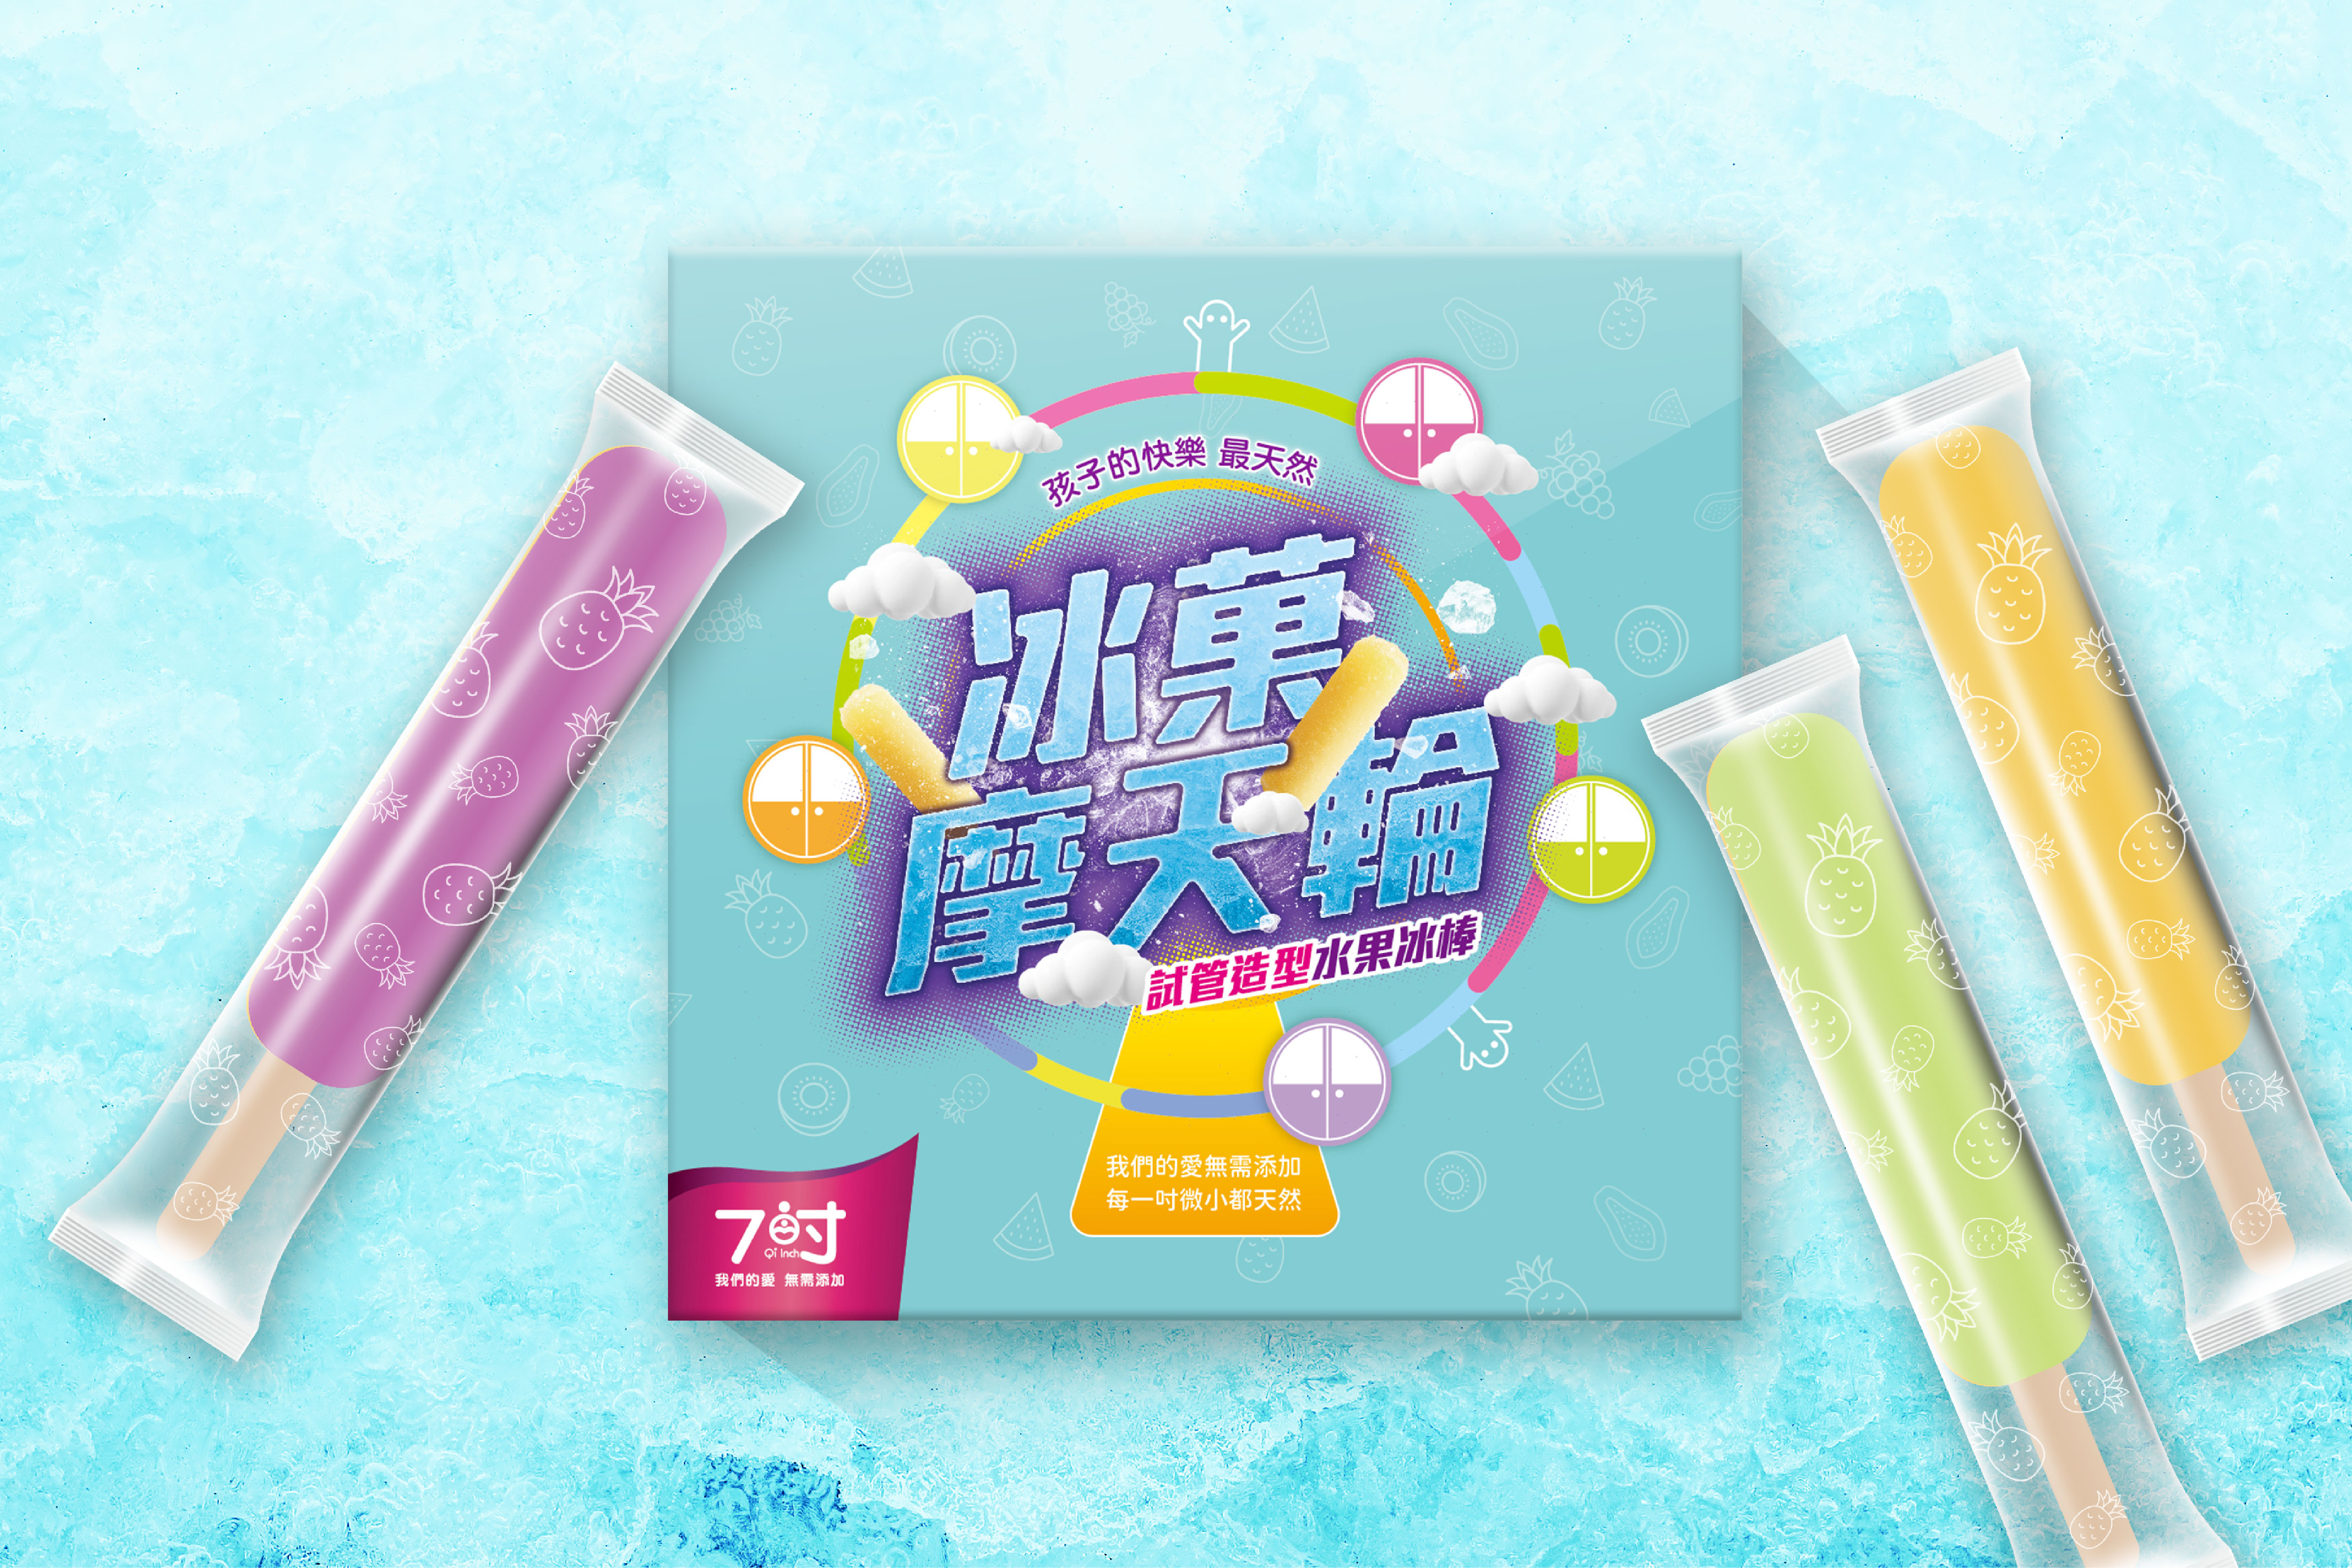 孩子的快樂 最天然
冰菓
摩天輪
試管造型水果冰棒
我們的愛無需添加
每一吋微小都天然
7吋
Qi Inch
我們的愛 無需添加